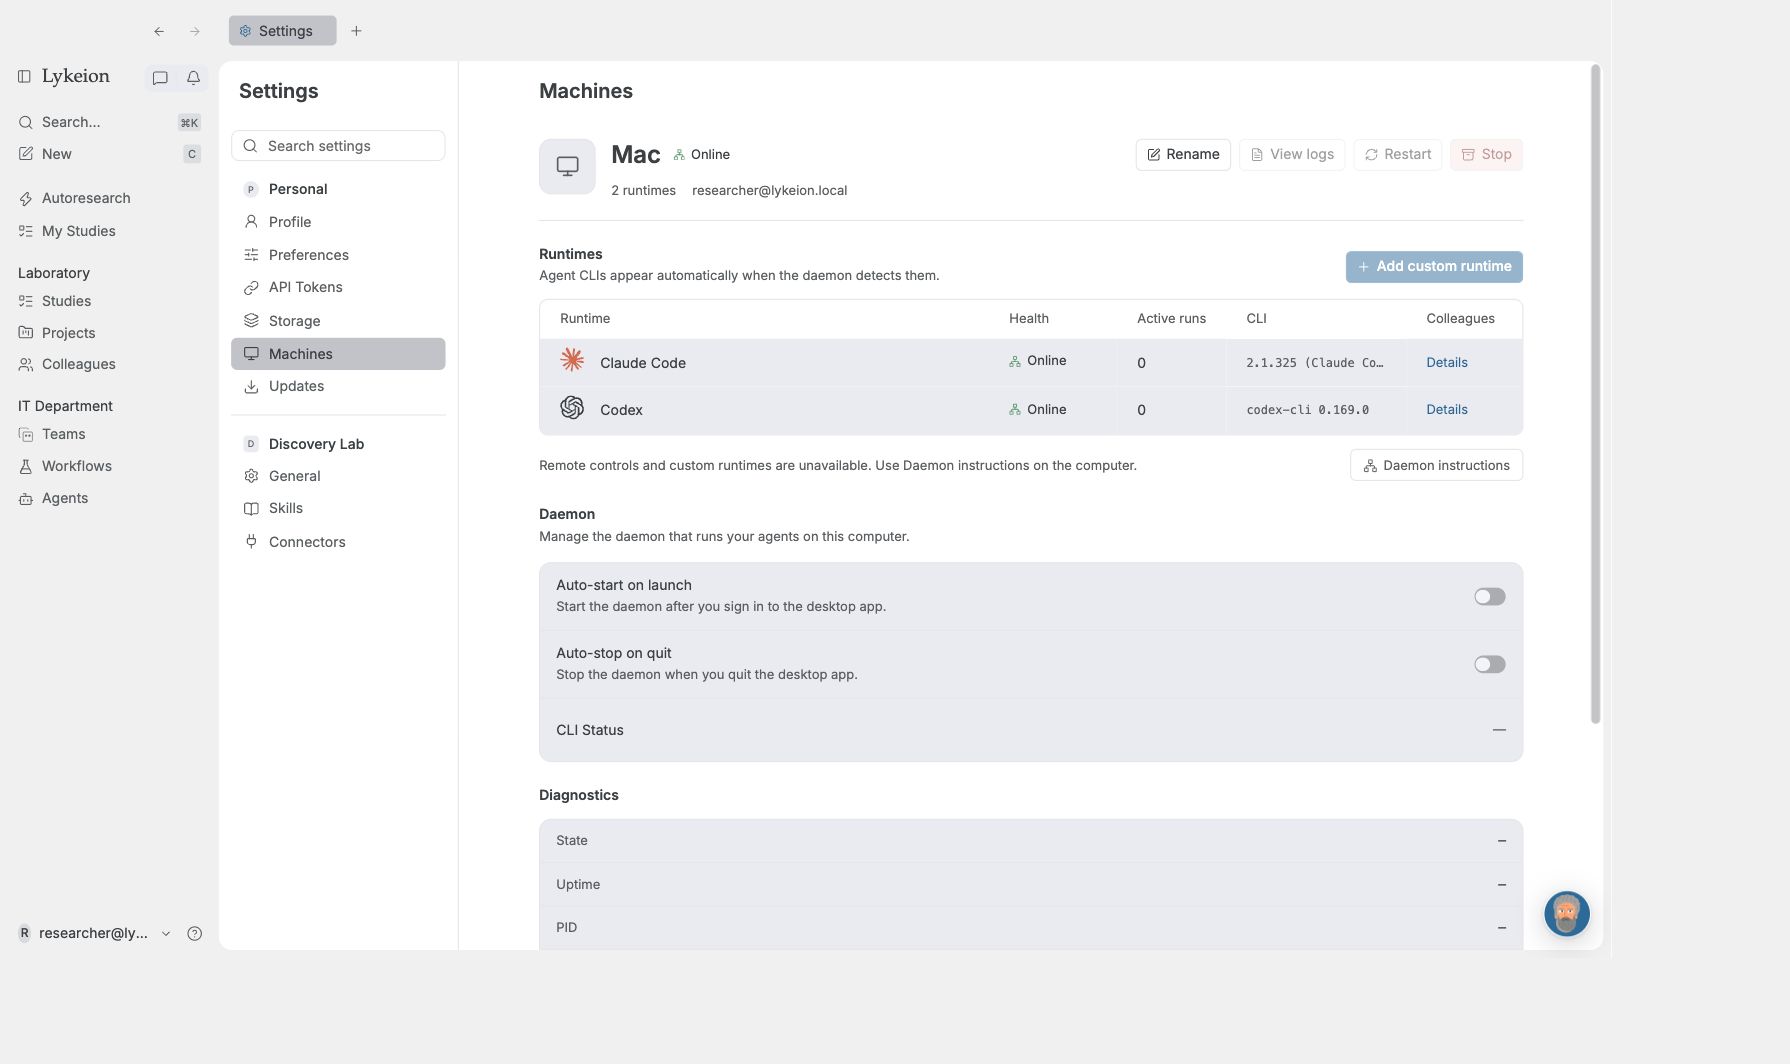 Settings
Lykeion
Search...
⌘K
New
C
Autoresearch
My Studies
Laboratory
Studies
Projects
Colleagues
IT Department
Teams
Workflows
Agents
R researcher@ly...
Settings
Search settings
P Personal
Profile
Preferences
API Tokens
Storage
Machines
Updates
D Discovery Lab
General
Skills
Connectors
Machines
Mac Online
2 runtimes researcher@lykeion.local
Rename View logs Restart Stop
Runtimes
Agent CLIs appear automatically when the daemon detects them.
+ Add custom runtime
Runtime Health Active runs CLI Colleagues
Claude Code Online 0 2.1.325 (Claude Co… Details
Codex Online 0 codex-cli 0.169.0 Details
Remote controls and custom runtimes are unavailable. Use Daemon instructions on the computer.
Daemon instructions
Daemon
Manage the daemon that runs your agents on this computer.
Auto-start on launch
Start the daemon after you sign in to the desktop app.
Auto-stop on quit
Stop the daemon when you quit the desktop app.
CLI Status —
Diagnostics
State –
Uptime –
PID –